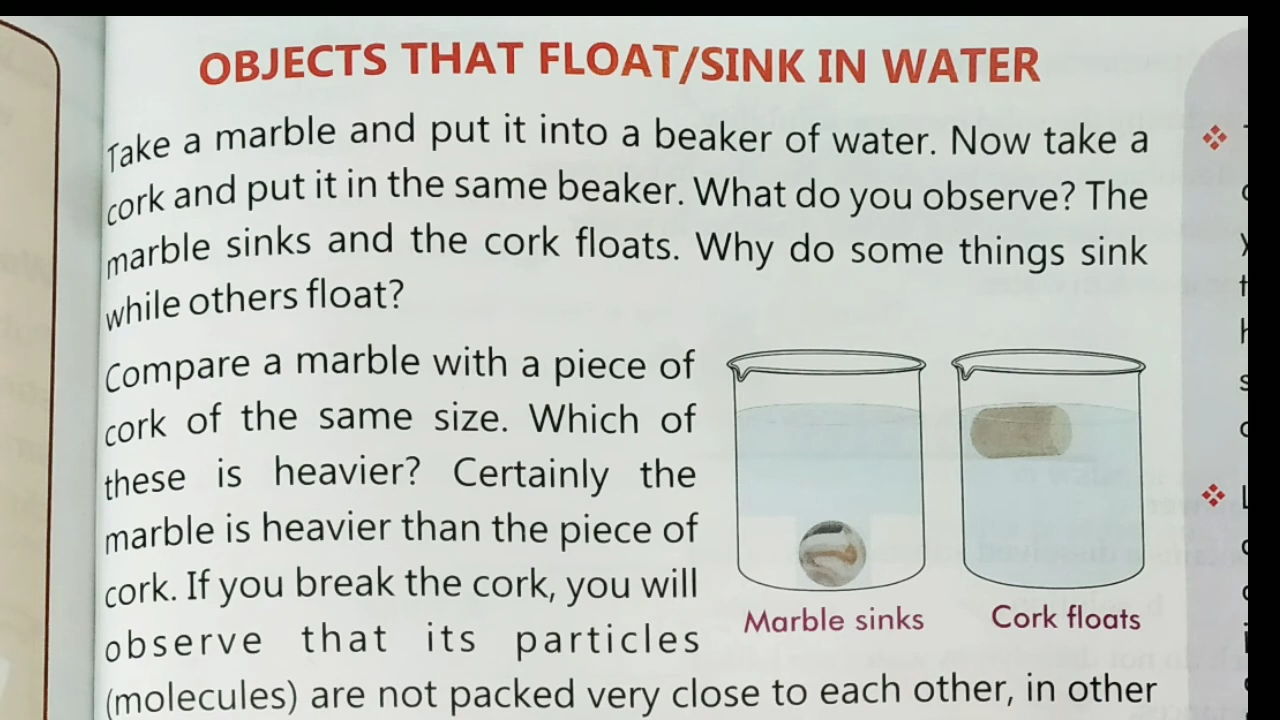 OBJECTS THAT FLOAT/SINK IN WATER
Take a marble and put it into a beaker of water. Now take a
cork and put it in the same beaker. What do you observe? The
marble sinks and the cork floats. Why do some things sink
while others float?
Compare a marble with a piece of
cork of the same size. Which of
these is heavier? Certainly the
marble is heavier than the piece of
cork. If you break the cork, you will
observe that its particles
(molecules) are not packed very close to each other, in other
Marble sinks
Cork floats